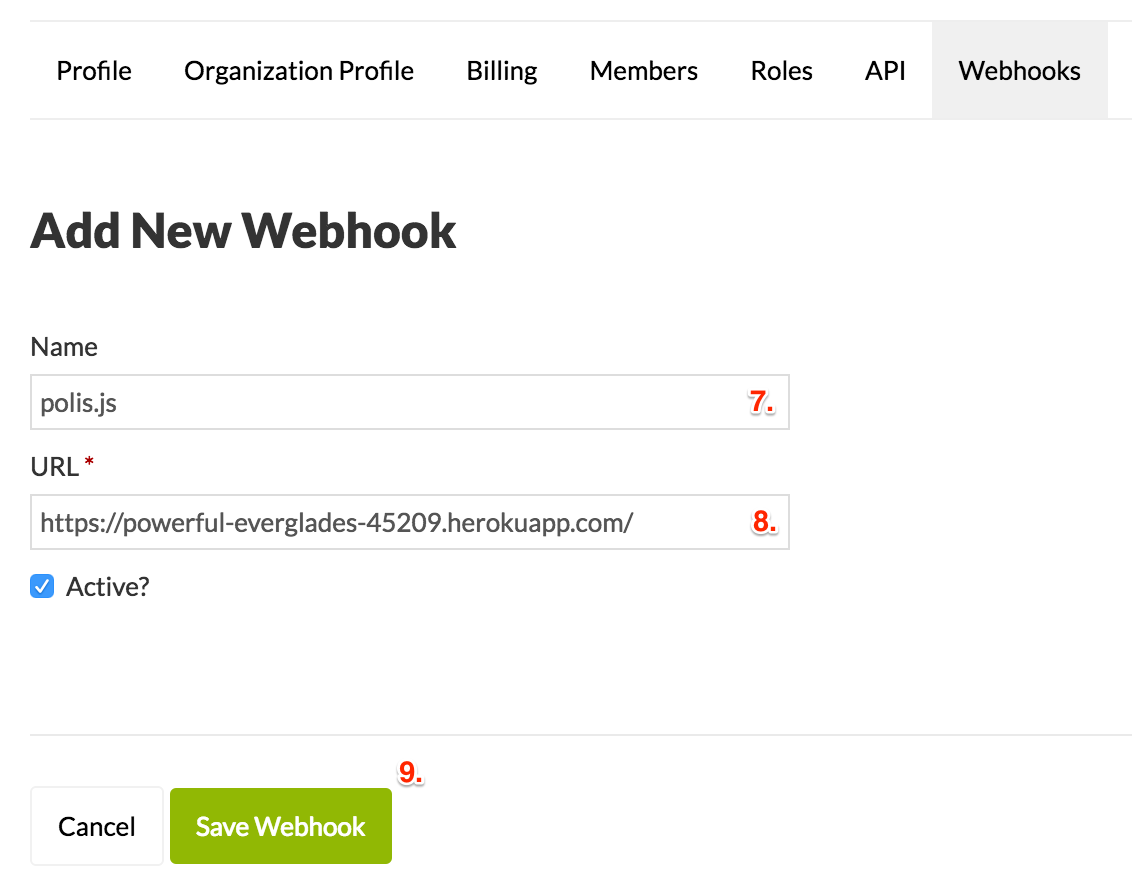 Profile Organization Profile Billing Members Roles API Webhooks
Add New Webhook
Name
polis.js 7.
URL *
https://powerful-everglades-45209.herokuapp.com/ 8.
Active?
9.
Cancel Save Webhook